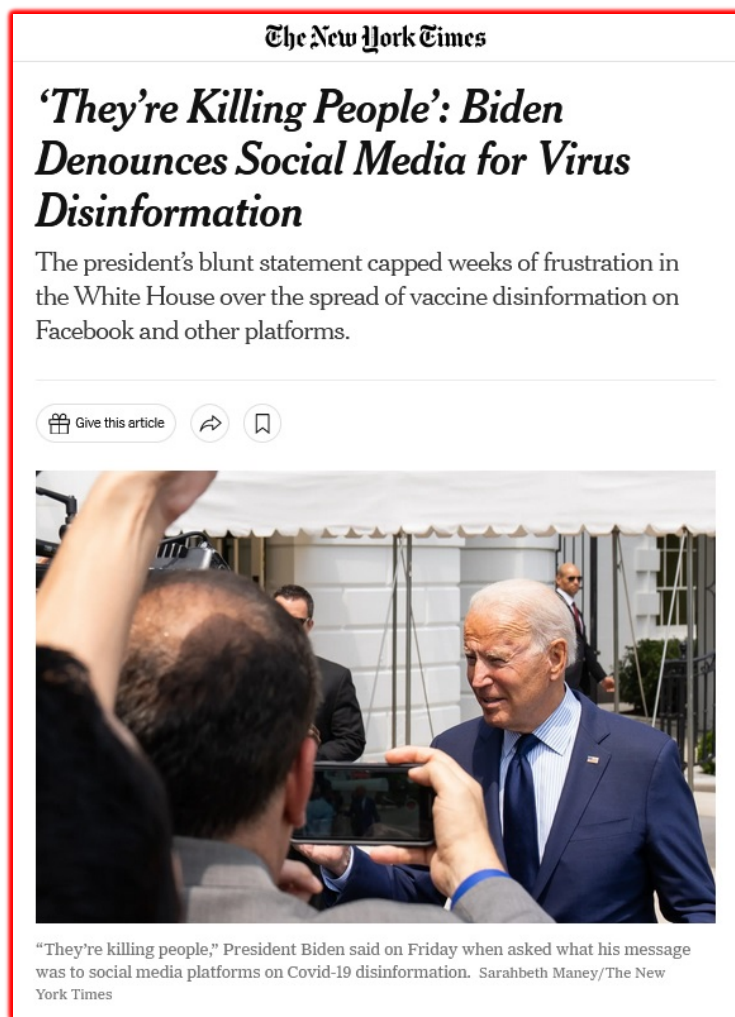 The New York Times
‘They’re Killing People’: Biden
Denounces Social Media for Virus
Disinformation
The president’s blunt statement capped weeks of frustration in
the White House over the spread of vaccine disinformation on
Facebook and other platforms.
Give this article
“They’re killing people,” President Biden said on Friday when asked what his message
was to social media platforms on Covid-19 disinformation. Sarahbeth Maney/The New
York Times